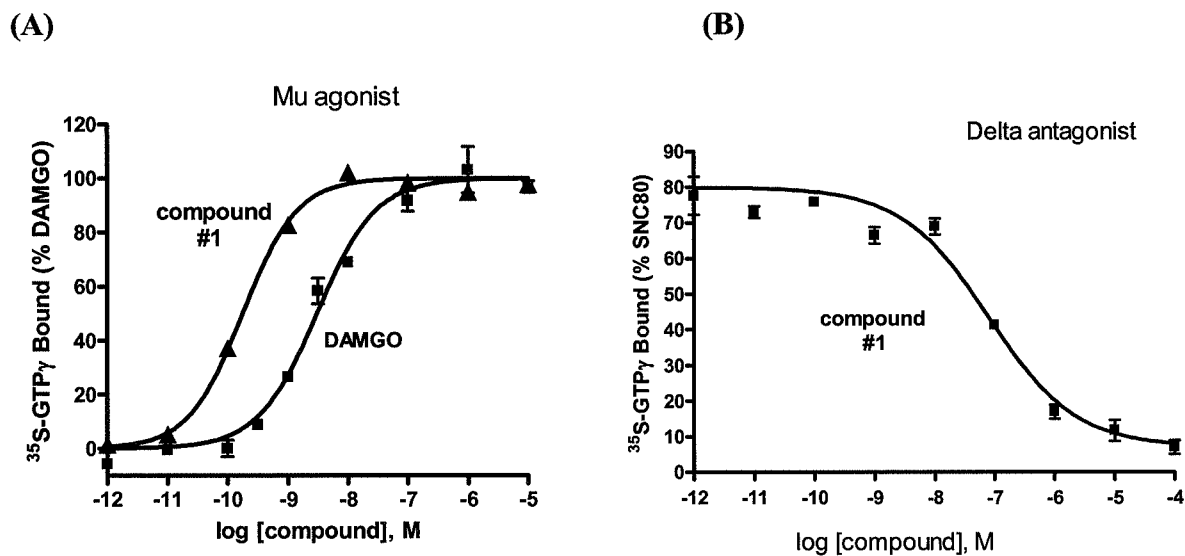 (A)
Mu agonist
³⁵S-GTPγ Bound (% DAMGO)
120
100
80
60
40
20
0
compound
#1
DAMGO
-12 -11 -10 -9 -8 -7 -6 -5
log [compound], M
(B)
Delta antagonist
³⁵S-GTPγ Bound (% SNC80)
90
80
70
60
50
40
30
20
10
0
compound
#1
-12 -11 -10 -9 -8 -7 -6 -5 -4
log [compound], M